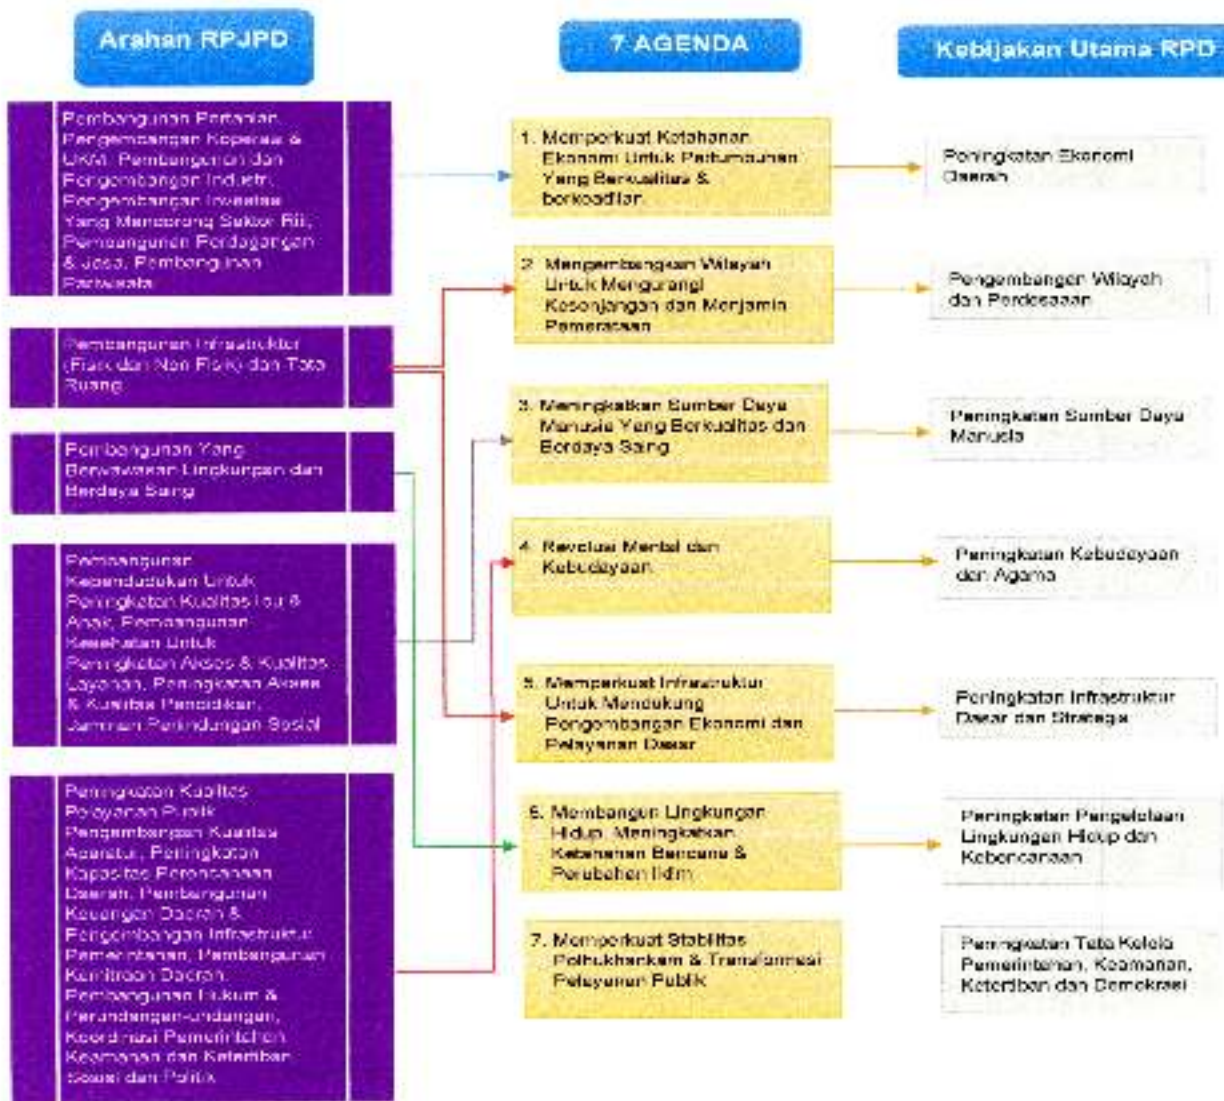 Arahan RPJPD
7 AGENDA
Kebijakan Utama RPD
Pembangunan Pertanian,
Pengembangan Koperasi &
UKM, Pembangunan dan
Pengembangan Industri,
Pengembangan Investasi
Yang Mendorong Sektor Riil,
Pembangunan Perdagangan
& Jasa, Pembangunan
Pariwisata
Pembangunan Infrastruktur
(Fisik dan Non Fisik) dan Tata
Ruang
Pembangunan Yang
Berwawasan Lingkungan dan
Berdaya Saing
Pembangunan
Kependudukan Untuk
Peningkatan Kualitas Ibu &
Anak, Pembangunan
Kesehatan Untuk
Peningkatan Akses & Kualitas
Layanan, Peningkatan Akses
& Kualitas Pendidikan,
Jaminan Perlindungan Sosial
Peningkatan Kualitas
Pelayanan Publik
Pengembangan Kualitas
Aparatur, Peningkatan
Kapasitas Perencanaan
Daerah, Pembangunan
Keuangan Daerah &
Pengembangan Infrastruktur
Pemerintahan, Pembangunan
Kemitraan Daerah,
Pembangunan Hukum &
Perundangan-undangan,
Koordinasi Pemerintahan
Keamanan dan Ketertiban
Sosial dan Politik
1. Memperkuat Ketahanan
Ekonomi Untuk Pertumbuhan
Yang Berkualitas &
berkeadilan
2. Mengembangkan Wilayah
Untuk Mengurangi
Kesenjangan dan Menjamin
Pemerataan
3. Meningkatkan Sumber Daya
Manusia Yang Berkualitas dan
Berdaya Saing
4. Revolusi Mental dan
Kebudayaan
5. Memperkuat Infrastruktur
Untuk Mendukung
Pengembangan Ekonomi dan
Pelayanan Dasar
6. Membangun Lingkungan
Hidup, Meningkatkan
Ketahanan Bencana &
Perubahan Iklim
7. Memperkuat Stabilitas
Polhukhankam & Transformasi
Pelayanan Publik
Peningkatan Ekonomi
Daerah
Pengembangan Wilayah
dan Perdesaaan
Peningkatan Sumber Daya
Manusia
Peningkatan Kebudayaan
dan Agama
Peningkatan Infrastruktur
Dasar dan Strategis
Peningkatan Pengelolaan
Lingkungan Hidup dan
Kebencanaan
Peningkatan Tata Kelola
Pemerintahan, Keamanan,
Ketertiban dan Demokrasi